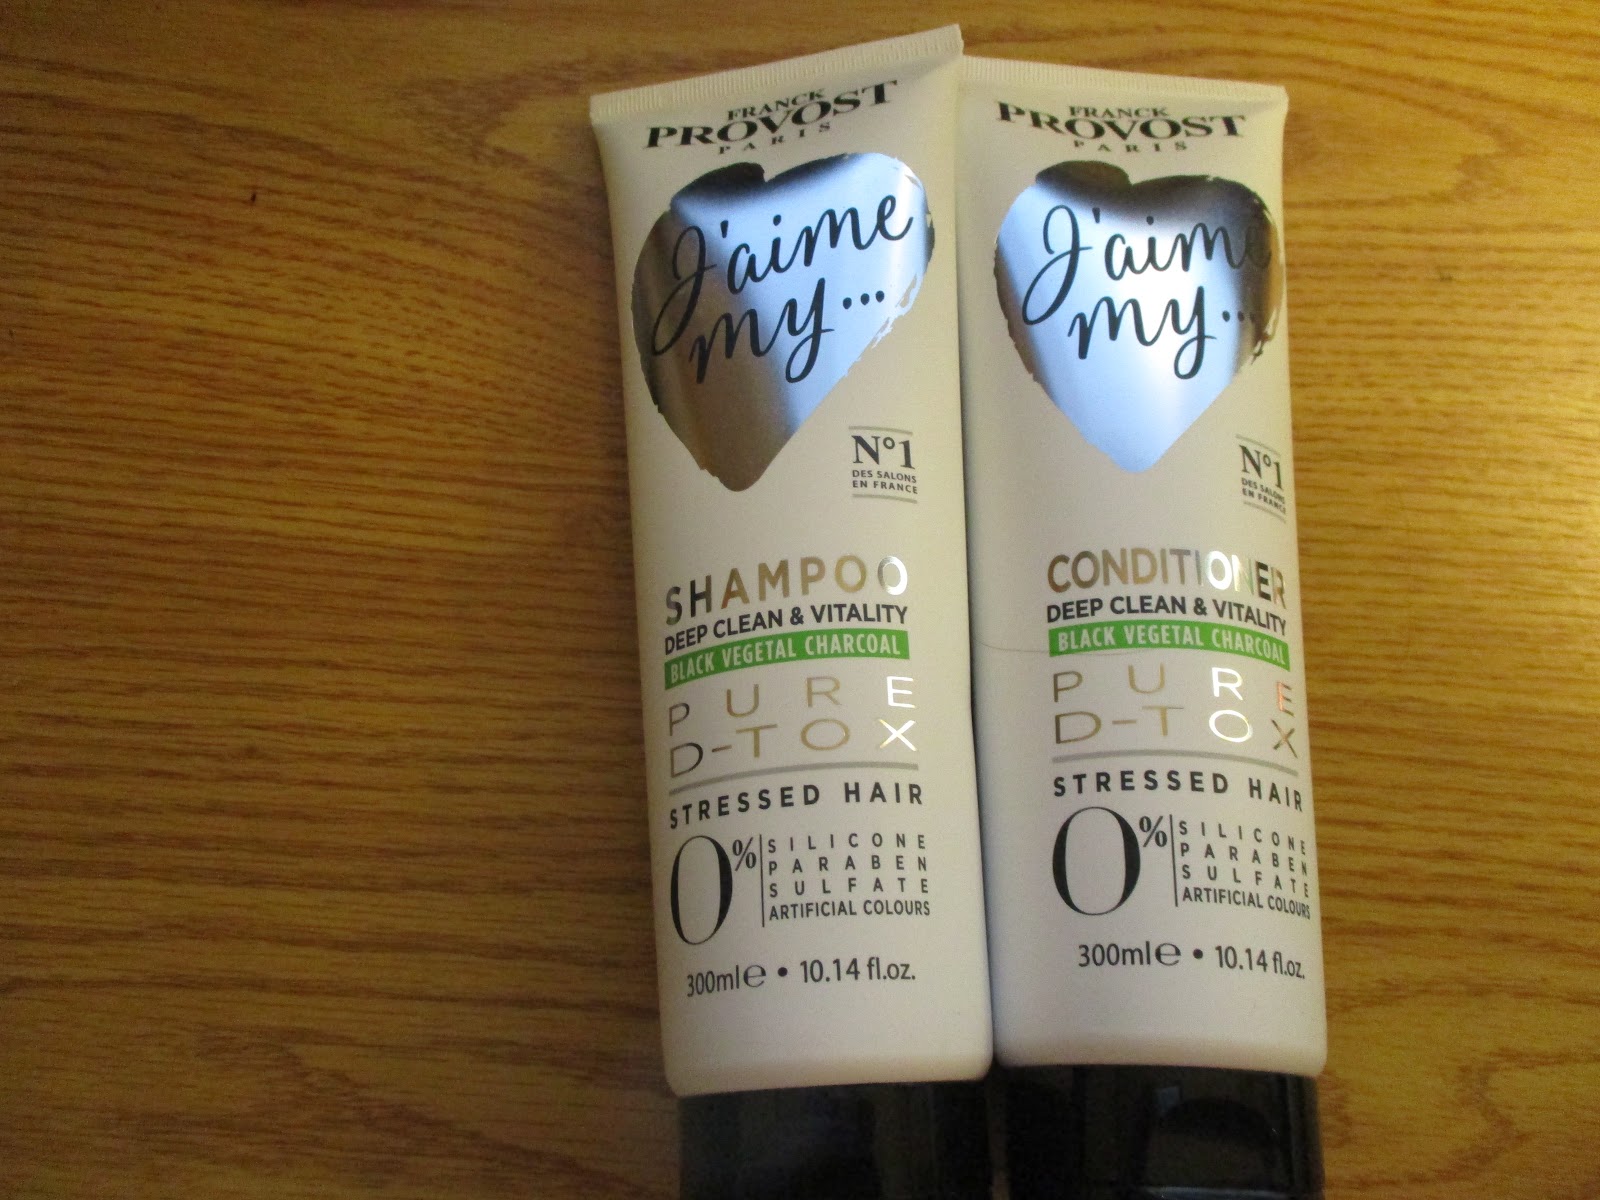 FRANCK
PROVOST
PARIS
J'aime
my...
N°1
DES SALONS
EN FRANCE
SHAMPOO
DEEP CLEAN & VITALITY
BLACK VEGETAL CHARCOAL
PURE
D-TOX
STRESSED HAIR
0%
SILICONE
PARABEN
SULFATE
ARTIFICIAL COLOURS
300ml℮ • 10.14 fl.oz.
FRANCK
PROVOST
PARIS
J'aime
my...
N°1
DES SALONS
EN FRANCE
CONDITIONER
DEEP CLEAN & VITALITY
BLACK VEGETAL CHARCOAL
PURE
D-TOX
STRESSED HAIR
0%
SILICONE
PARABEN
SULFATE
ARTIFICIAL COLOURS
300ml℮ • 10.14 fl.oz.